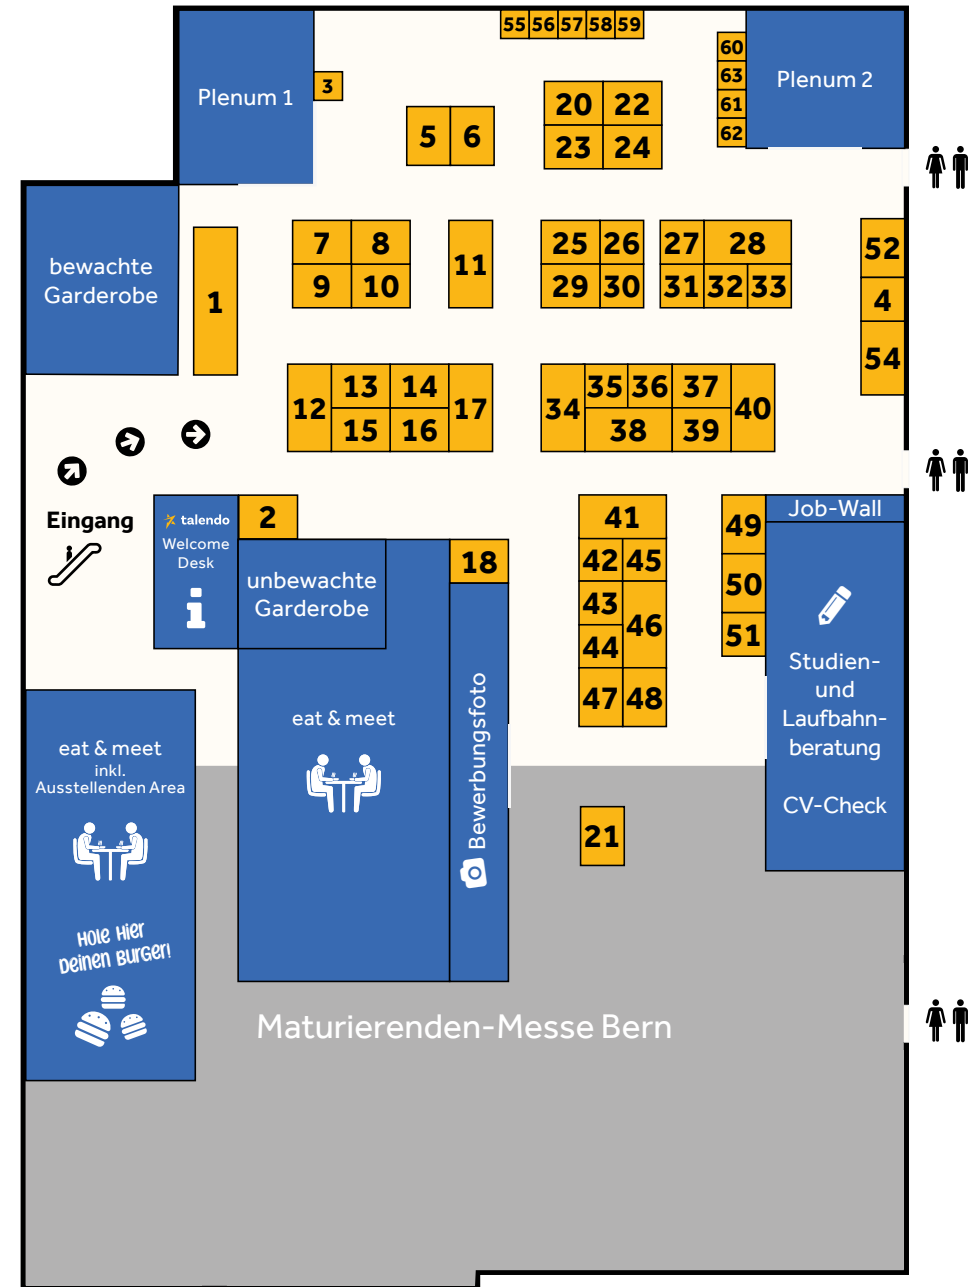 55 56 57 58 59
60
63
61
62
Plenum 1
3
Plenum 2
5 6
20 22
23 24
bewachte
Garderobe
1
7 8
9 10
11
25 26
29 30
27 28
31 32 33
52
4
54
12
13 14
15 16
17
34
35 36 37
38 39
40
Eingang
talendo
Welcome
Desk
2
unbewachte
Garderobe
18
41
42 45
43
46
44
47 48
49
50
51
Job-Wall
Studien-
und
Laufbahn-
beratung
CV-Check
eat & meet
inkl.
Ausstellenden Area
Hole Hier
Deinen Burger!
eat & meet
Bewerbungsfoto
21
Maturierenden-Messe Bern